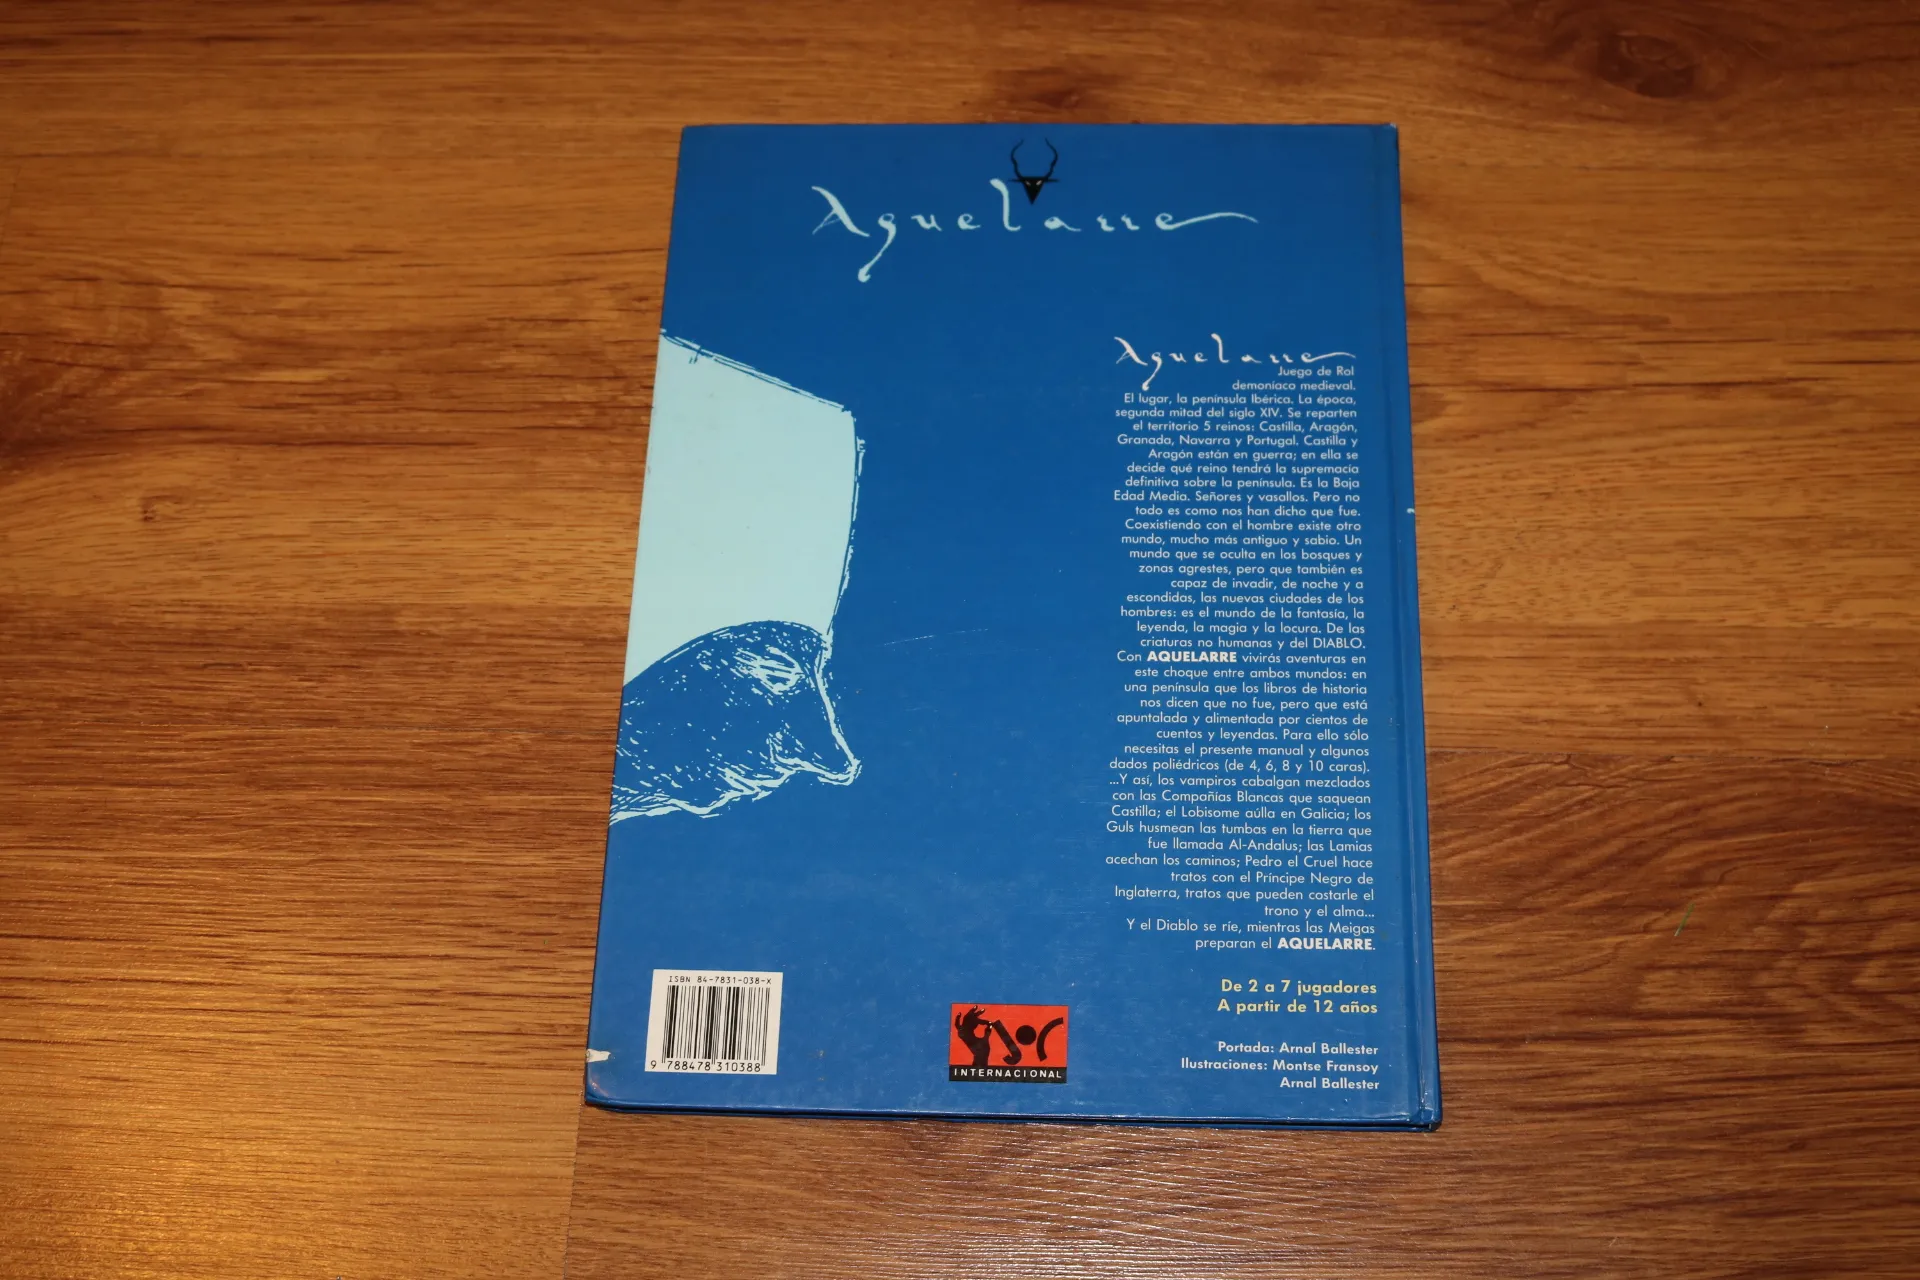 Aquelarre
Aquelarre
Juego de Rol
demoníaco medieval.
El lugar, la península Ibérica. La época,
segunda mitad del siglo XIV. Se reparten
el territorio 5 reinos: Castilla, Aragón,
Granada, Navarra y Portugal. Castilla y
Aragón están en guerra; en ella se
decide qué reino tendrá la supremacía
definitiva sobre la península. Es la Baja
Edad Media. Señores y vasallos. Pero no
todo es como nos han dicho que fue.
Coexistiendo con el hombre existe otro
mundo, mucho más antiguo y sabio. Un
mundo que se oculta en los bosques y
zonas agrestes, pero que también es
capaz de invadir, de noche y a
escondidas, las nuevas ciudades de los
hombres: es el mundo de la fantasía, la
leyenda, la magia y la locura. De las
criaturas no humanas y del DIABLO.
Con AQUELARRE vivirás aventuras en
este choque entre ambos mundos: en
una península que los libros de historia
nos dicen que no fue, pero que está
apuntalada y alimentada por cientos de
cuentos y leyendas. Para ello sólo
necesitas el presente manual y algunos
dados poliédricos (de 4, 6, 8 y 10 caras).
...Y así, los vampiros cabalgan mezclados
con las Compañías Blancas que saquean
Castilla; el Lobisome aúlla en Galicia; los
Guls husmean las tumbas en la tierra que
fue llamada Al-Andalus; las Lamias
acechan los caminos; Pedro el Cruel hace
tratos con el Príncipe Negro de
Inglaterra, tratos que pueden costarle el
trono y el alma...
Y el Diablo se ríe, mientras las Meigas
preparan el AQUELARRE.
De 2 a 7 jugadores
A partir de 12 años
Portada: Arnal Ballester
Ilustraciones: Montse Fransoy
Arnal Ballester
ISBN 84-7831-038-X
9 788478 310388
JOC
INTERNACIONAL